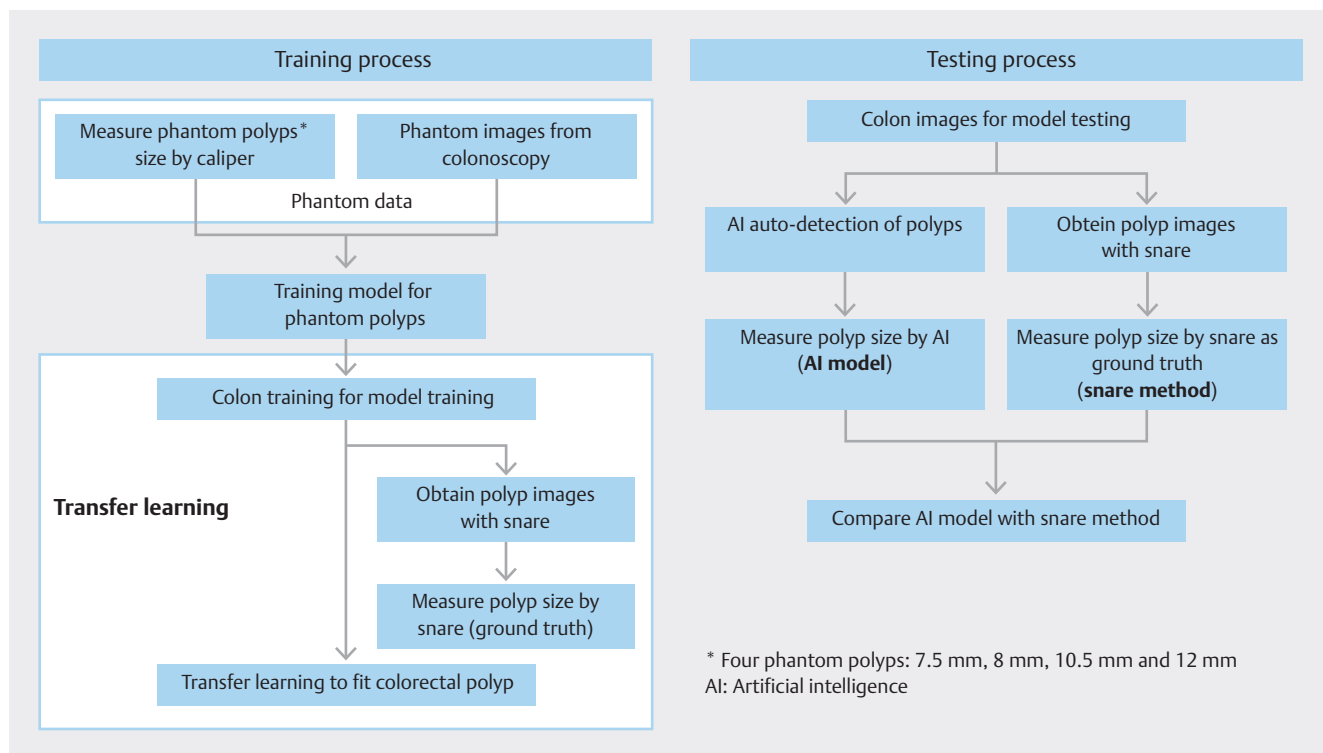 Training process
Measure phantom polyps*
size by caliper
Phantom images from
colonoscopy
Phantom data
Training model for
phantom polyps
Colon training for model training
Transfer learning
Obtain polyp images
with snare
Measure polyp size by
snare (ground truth)
Transfer learning to fit colorectal polyp
Testing process
Colon images for model testing
AI auto-detection of polyps
Obtein polyp images
with snare
Measure polyp size by AI
(AI model)
Measure polyp size by snare as
ground truth
(snare method)
Compare AI model with snare method
* Four phantom polyps: 7.5 mm, 8 mm, 10.5 mm and 12 mm
AI: Artificial intelligence